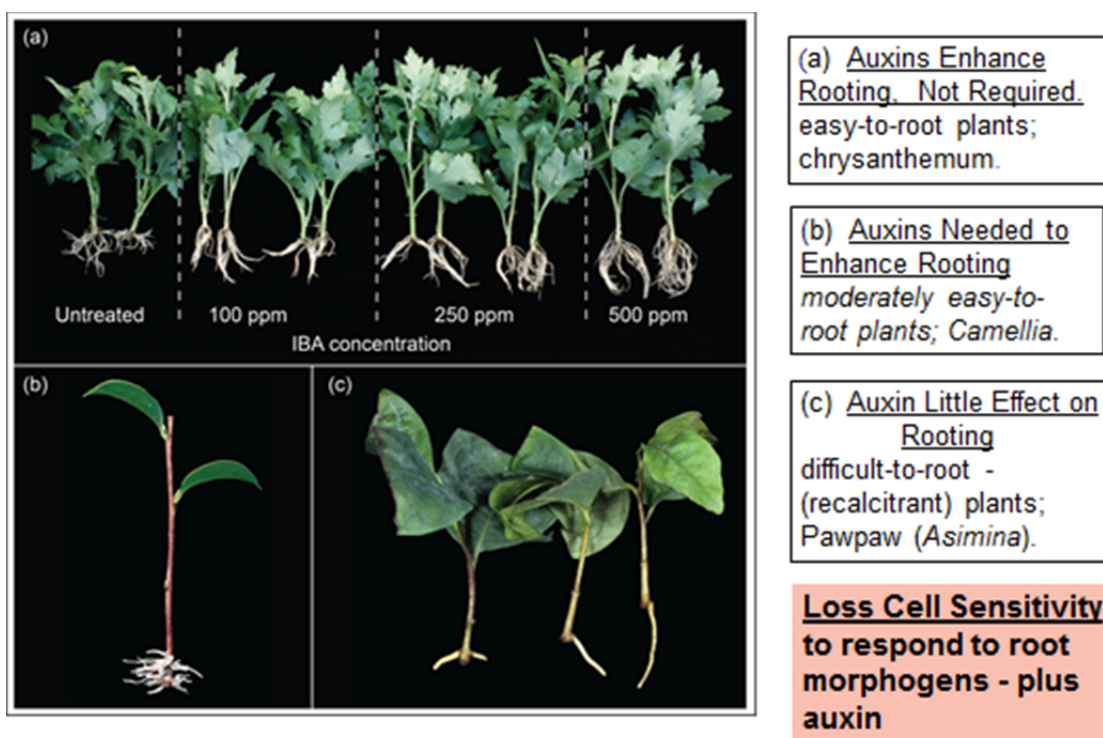 (a)
Untreated
100 ppm
250 ppm
500 ppm
IBA concentration
(b)
(c)
(a) Auxins Enhance
Rooting, Not Required.
easy-to-root plants;
chrysanthemum.
(b) Auxins Needed to
Enhance Rooting
moderately easy-to-
root plants; Camellia.
(c) Auxin Little Effect on
Rooting
difficult-to-root -
(recalcitrant) plants;
Pawpaw (Asimina).
Loss Cell Sensitivity
to respond to root
morphogens - plus
auxin